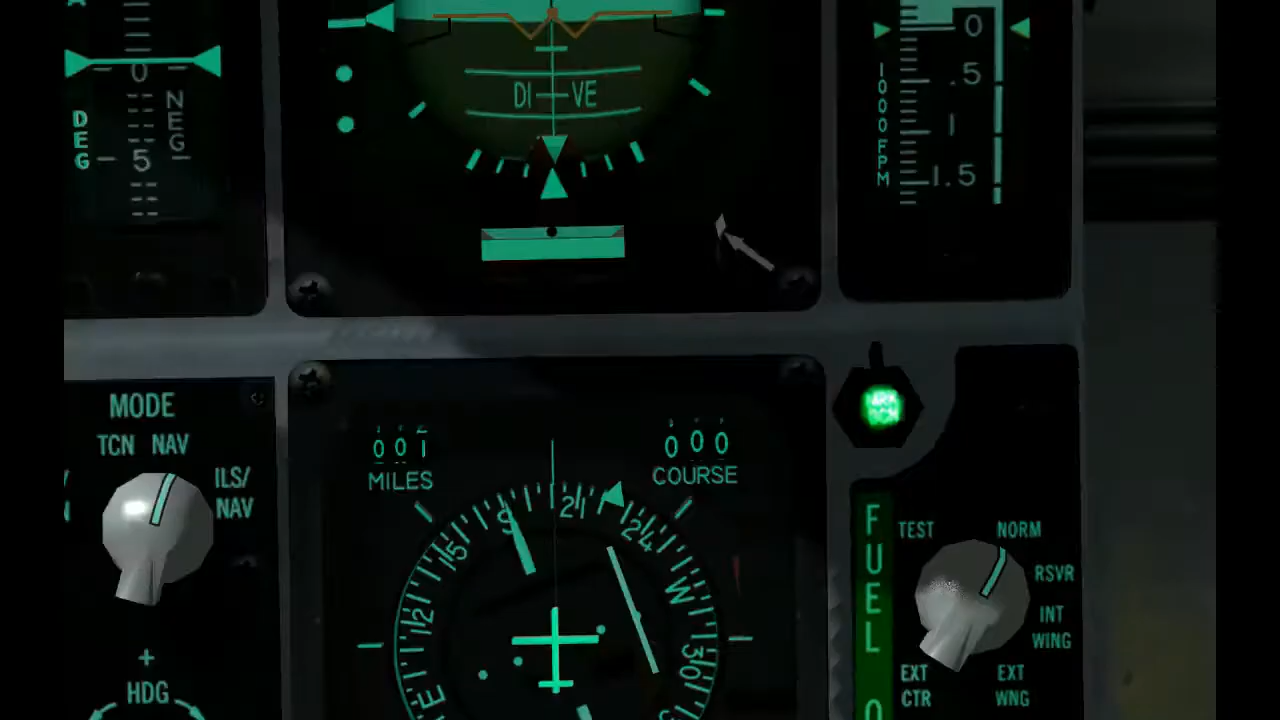 0
NEG
DEG
5
DI VE
1000 FPM
0
.5
1
1.5
MODE
TCN NAV
ILS/
NAV
HDG
001
MILES
000
COURSE
12
15
S
21
24
W
30
E
MRK
BCN
FUEL
TEST
NORM
RSVR
INT
WING
EXT
WNG
EXT
CTR